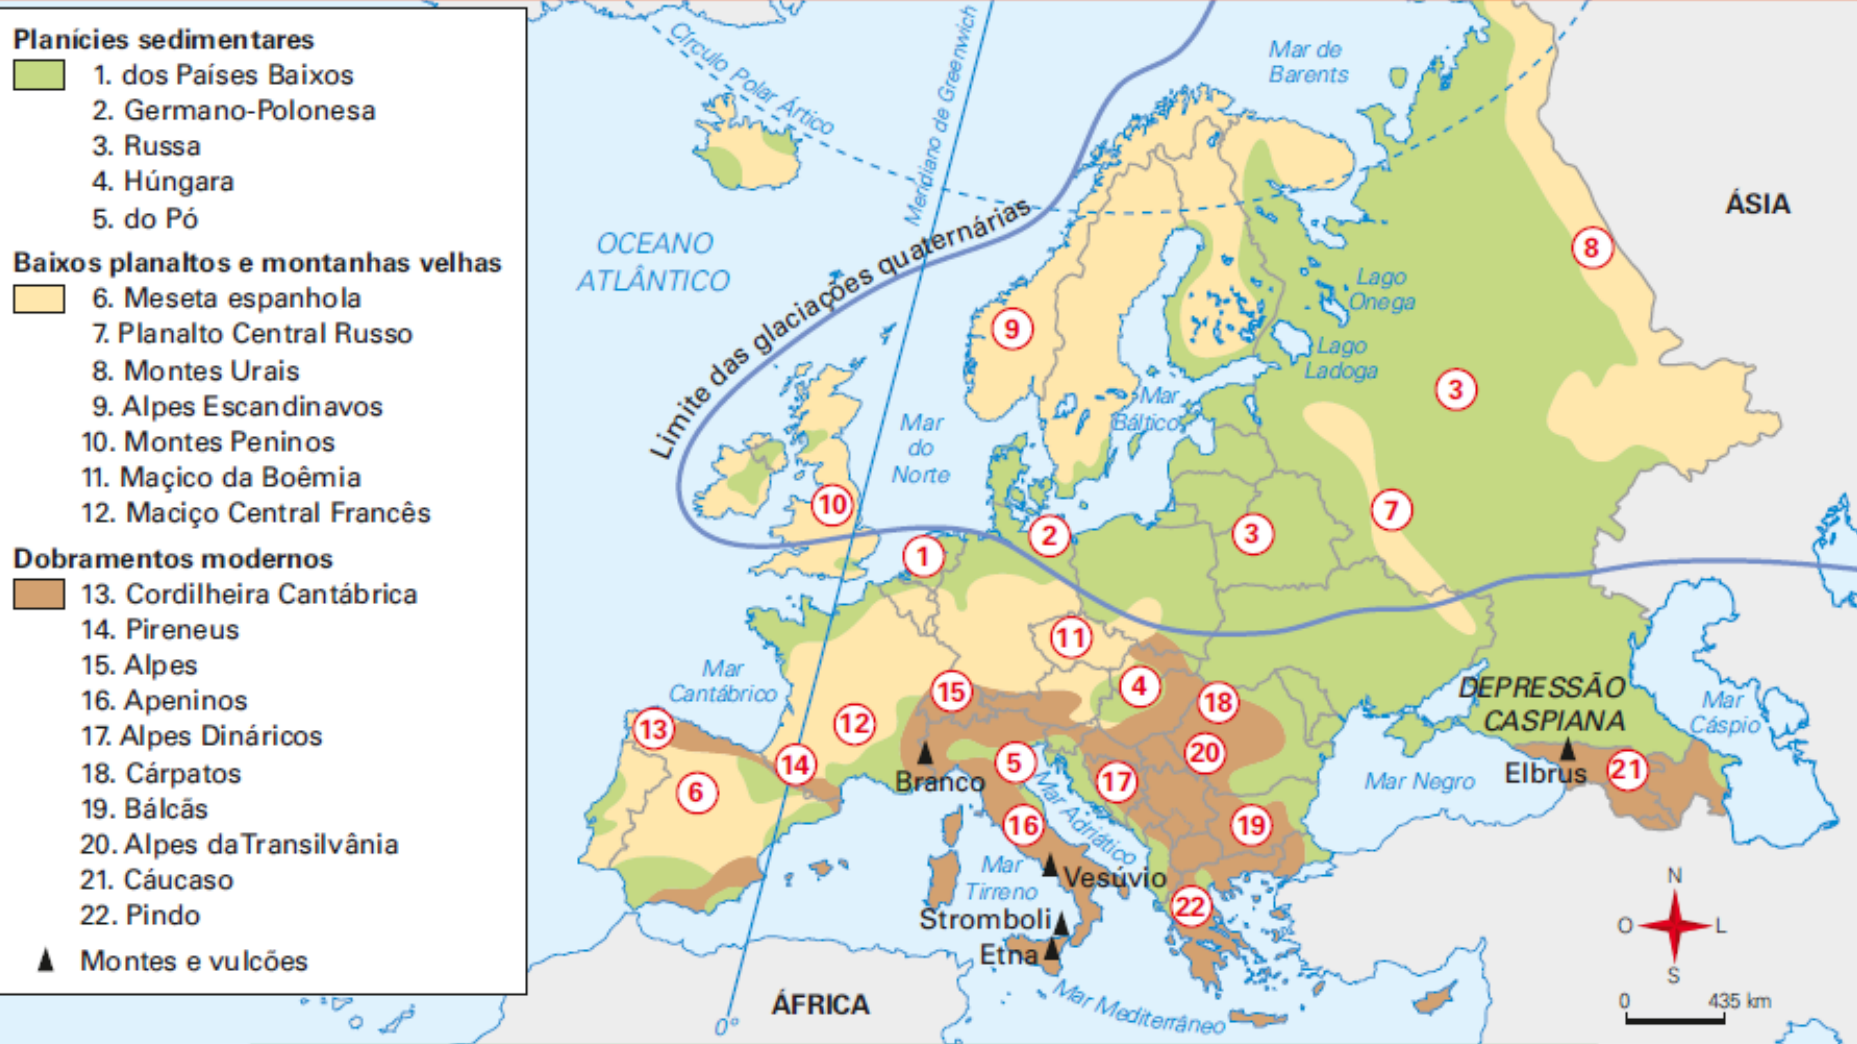 Planícies sedimentares
1. dos Países Baixos
2. Germano-Polonesa
3. Russa
4. Húngara
5. do Pó
Baixos planaltos e montanhas velhas
6. Meseta espanhola
7. Planalto Central Russo
8. Montes Urais
9. Alpes Escandinavos
10. Montes Peninos
11. Maçico da Boêmia
12. Maciço Central Francês
Dobramentos modernos
13. Cordilheira Cantábrica
14. Pireneus
15. Alpes
16. Apeninos
17. Alpes Dináricos
18. Cárpatos
19. Bálcãs
20. Alpes da Transilvânia
21. Cáucaso
22. Pindo
Montes e vulcões
Círculo Polar Ártico
Meridiano de Greenwich
Mar de
Barents
OCEANO
ATLÂNTICO
Limite das glaciações quaternárias
ÁSIA
8
Lago
Onega
9
Lago
Ladoga
3
Mar
Báltico
Mar
do
Norte
10
7
3
2
1
11
Mar
Cantábrico
15
4
18
DEPRESSÃO
CASPIANA
Mar
Cáspio
13
12
20
14
5
Branco
17
Mar Negro
Elbrus
21
6
Mar Adriático
16
19
Mar
Tirreno
Vesúvio
22
Stromboli
Etna
ÁFRICA
0°
Mar Mediterrâneo
N
O
L
S
0
435 km